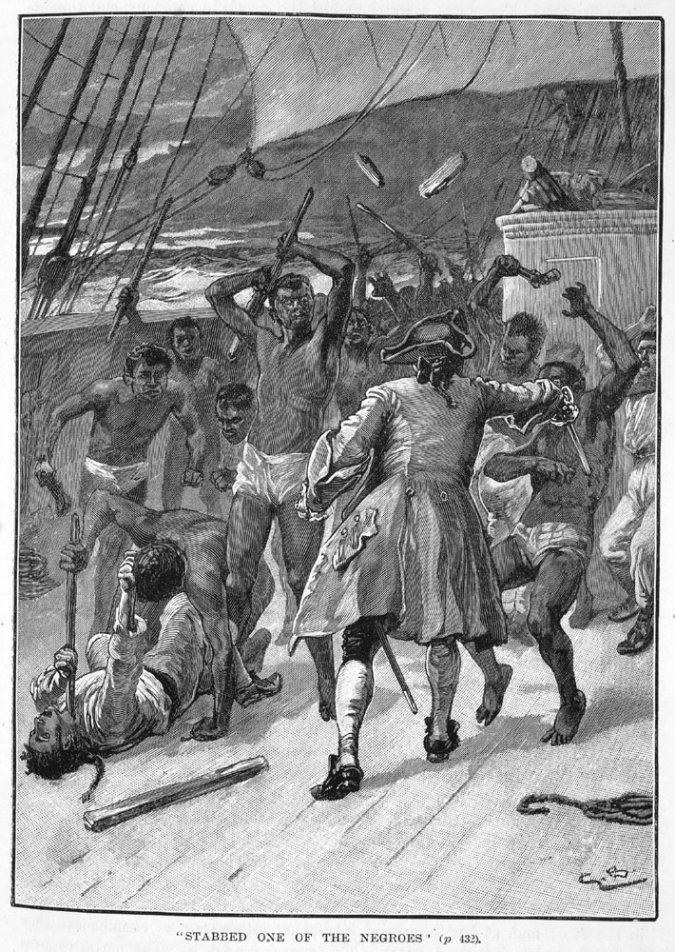 "STABBED ONE OF THE NEGROES' (p 432).